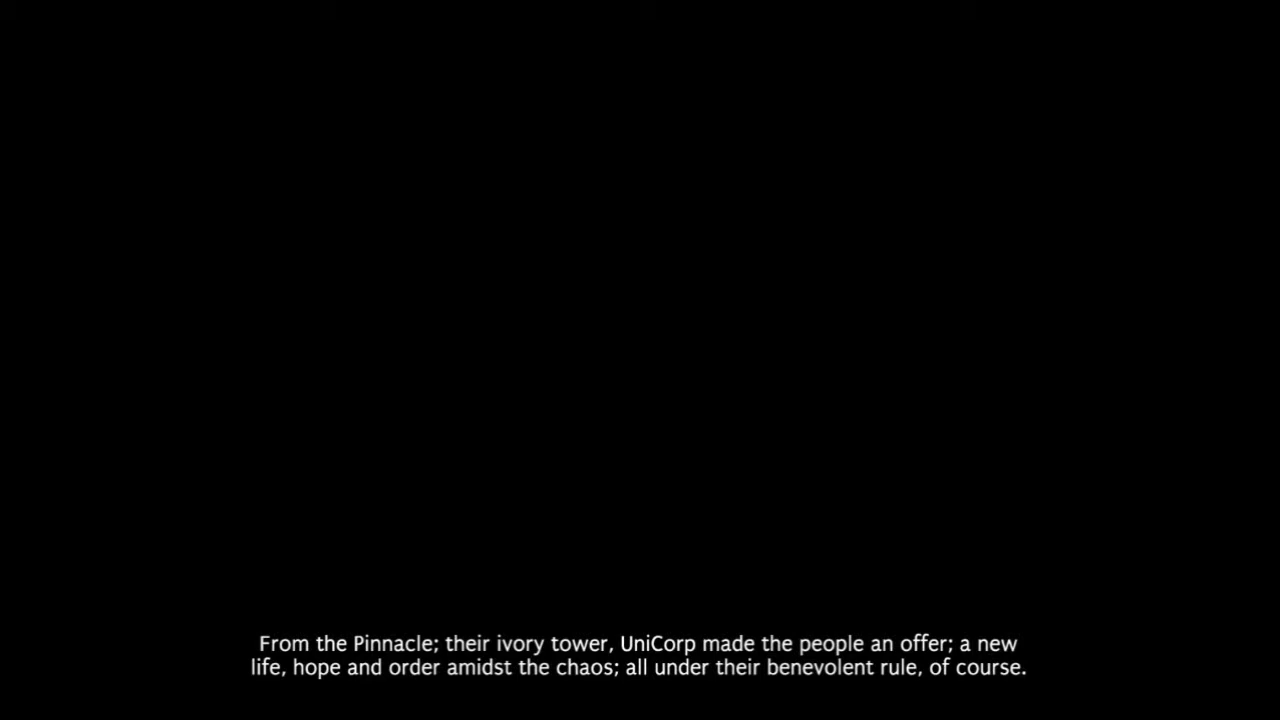 From the Pinnacle; their ivory tower, UniCorp made the people an offer; a new
life, hope and order amidst the chaos; all under their benevolent rule, of course.